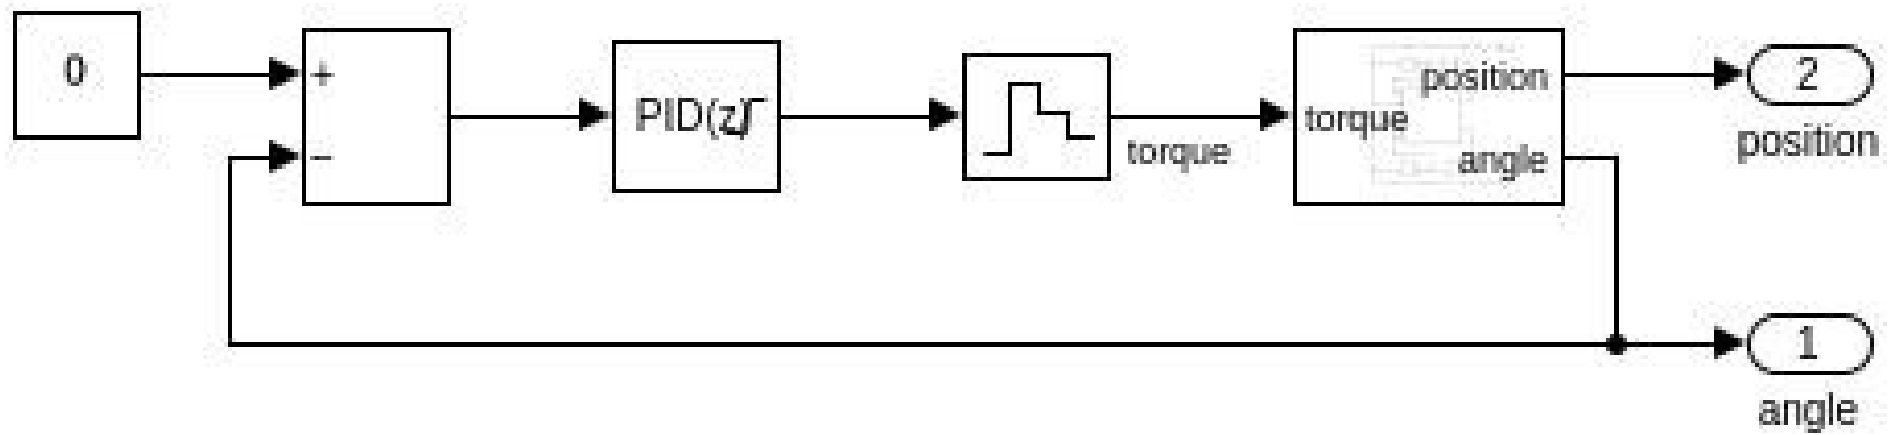 0
+
−
PID(z)
torque
torque
position
angle
2
position
1
angle